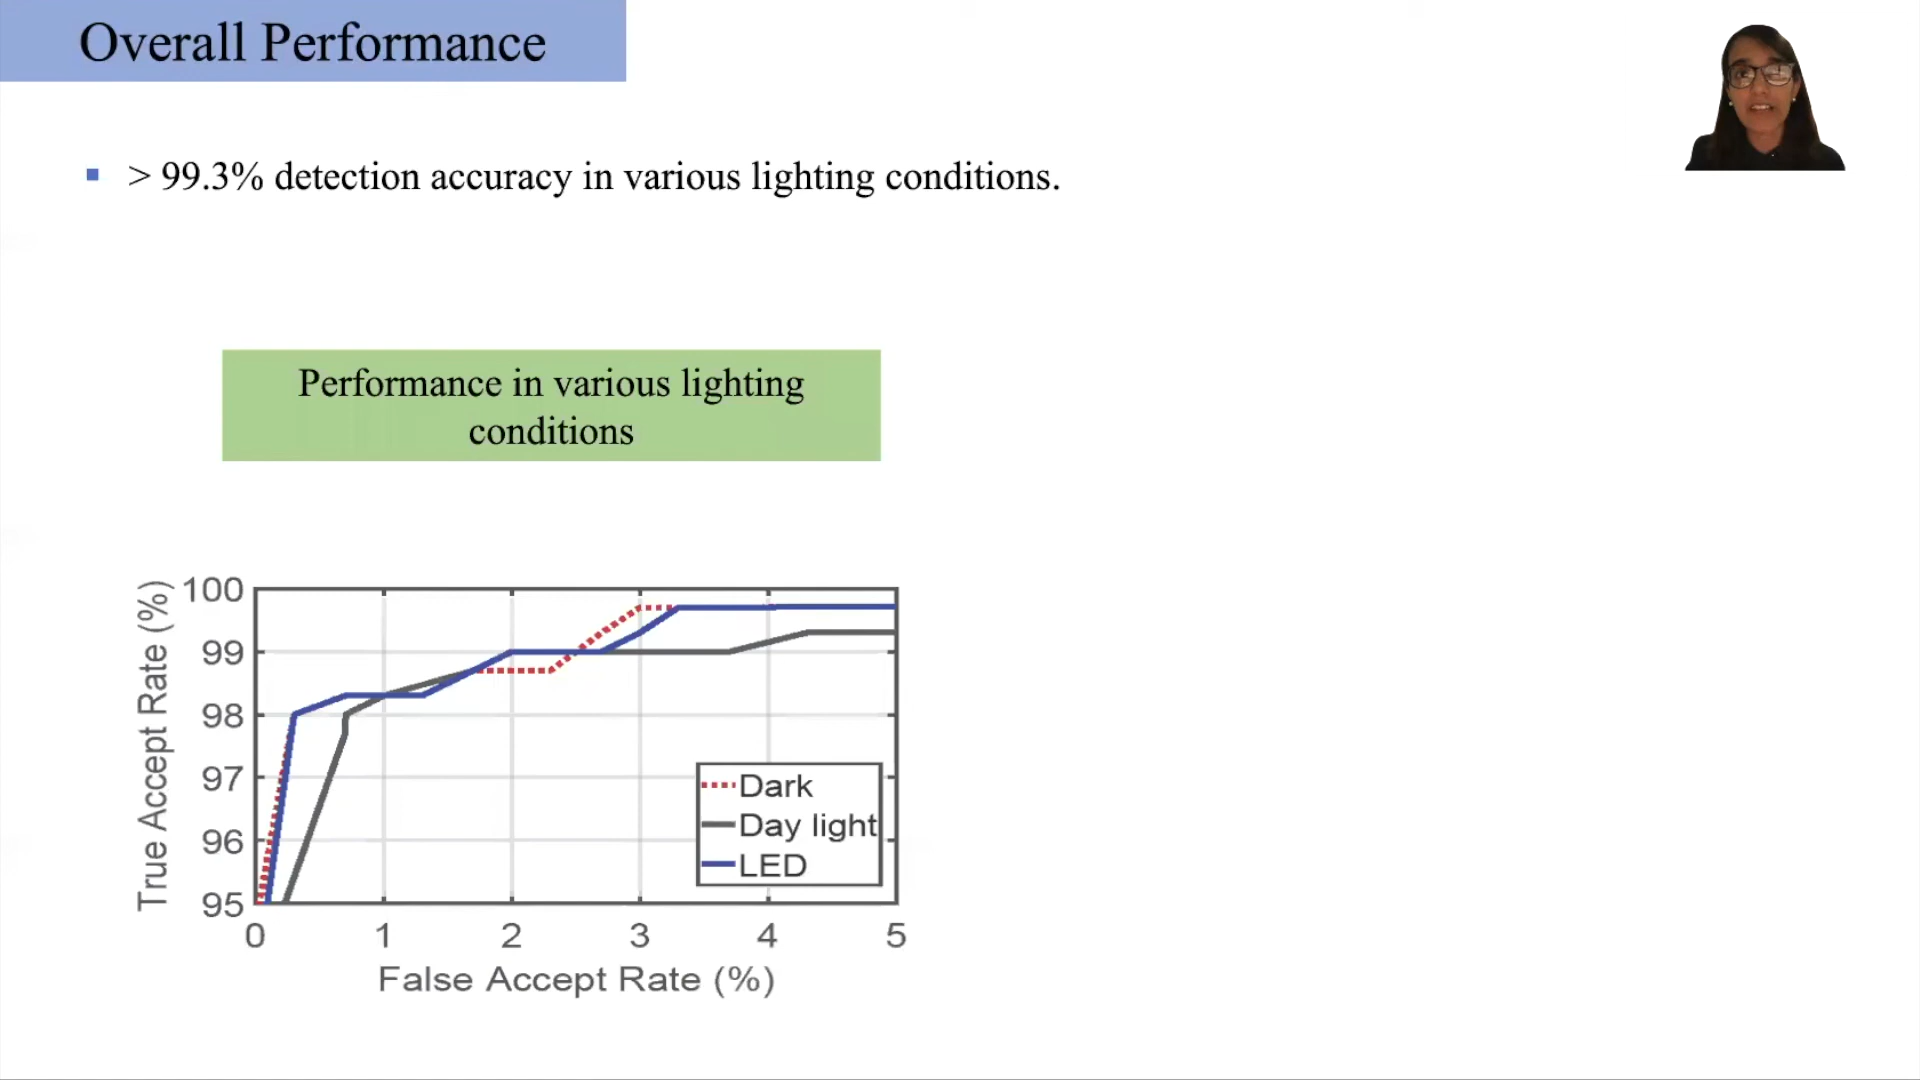 Overall Performance
> 99.3% detection accuracy in various lighting conditions.
Performance in various lighting
conditions
True Accept Rate (%)
100
99
98
97
96
95
Dark
Day light
LED
0 1 2 3 4 5
False Accept Rate (%)